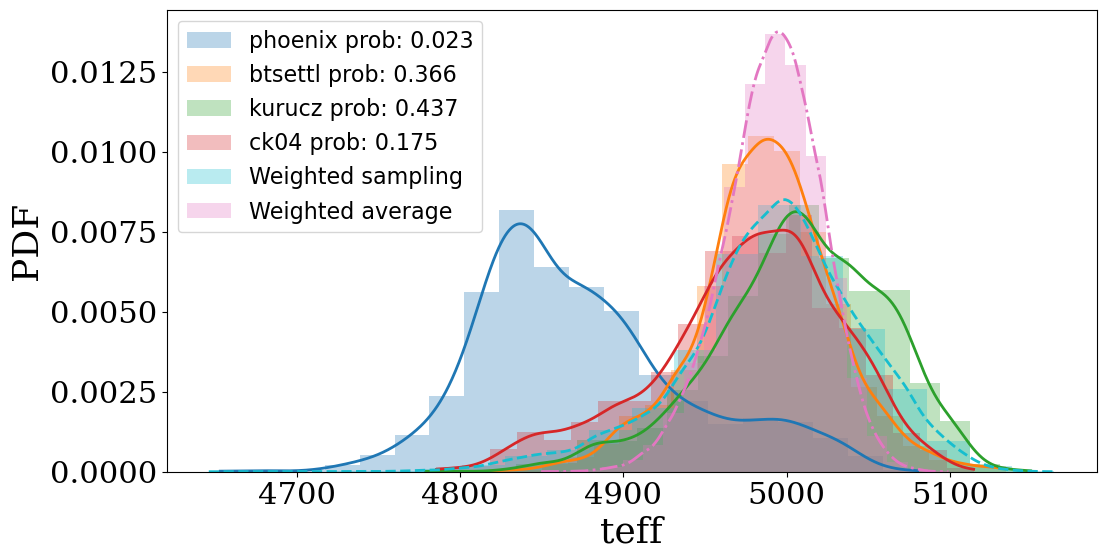 phoenix prob: 0.023
btsettl prob: 0.366
kurucz prob: 0.437
ck04 prob: 0.175
Weighted sampling
Weighted average
PDF
0.0125
0.0100
0.0075
0.0050
0.0025
0.0000
4700 4800 4900 5000 5100
teff